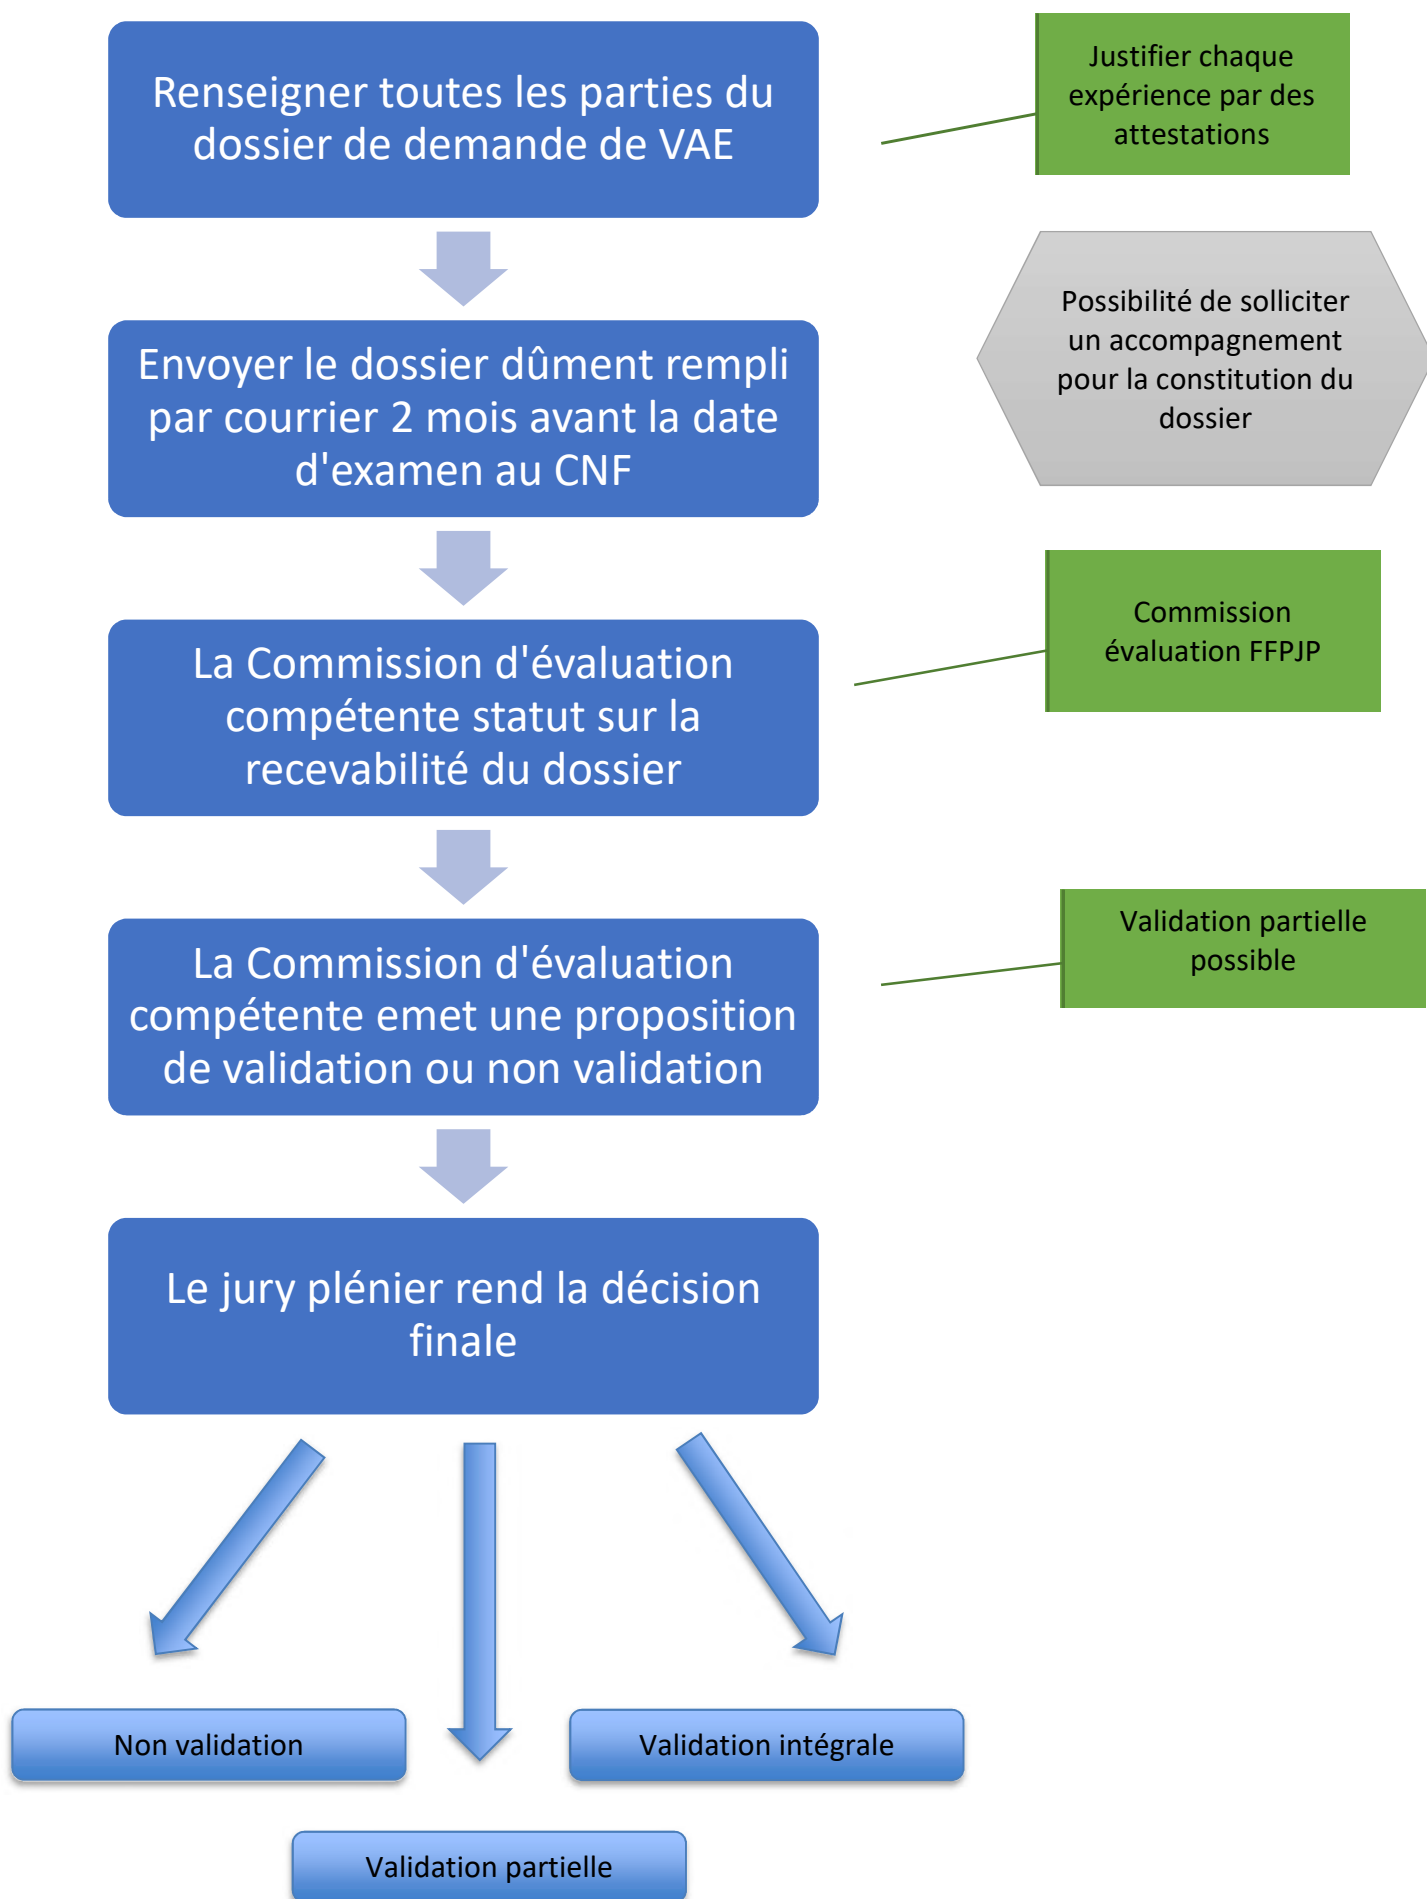 Renseigner toutes les parties du
dossier de demande de VAE
Justifier chaque
expérience par des
attestations
Possibilité de solliciter
un accompagnement
pour la constitution du
dossier
Envoyer le dossier dûment rempli
par courrier 2 mois avant la date
d'examen au CNF
La Commission d'évaluation
compétente statut sur la
recevabilité du dossier
Commission
évaluation FFPJP
La Commission d'évaluation
compétente emet une proposition
de validation ou non validation
Validation partielle
possible
Le jury plénier rend la décision
finale
Non validation
Validation intégrale
Validation partielle